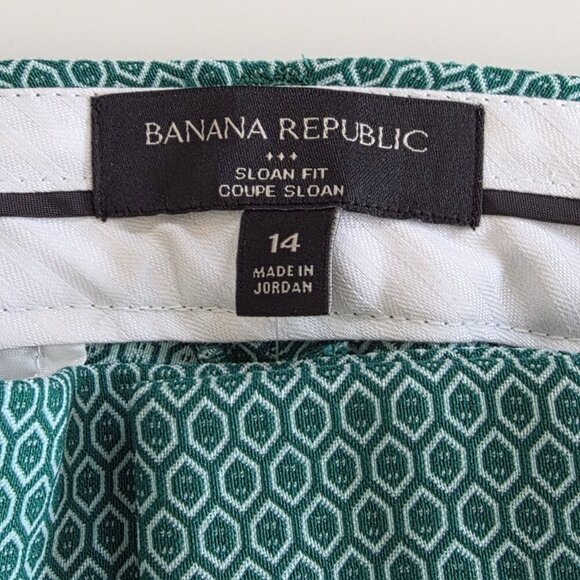 BANANA REPUBLIC
SLOAN FIT
COUPE SLOAN
14
MADE IN
JORDAN